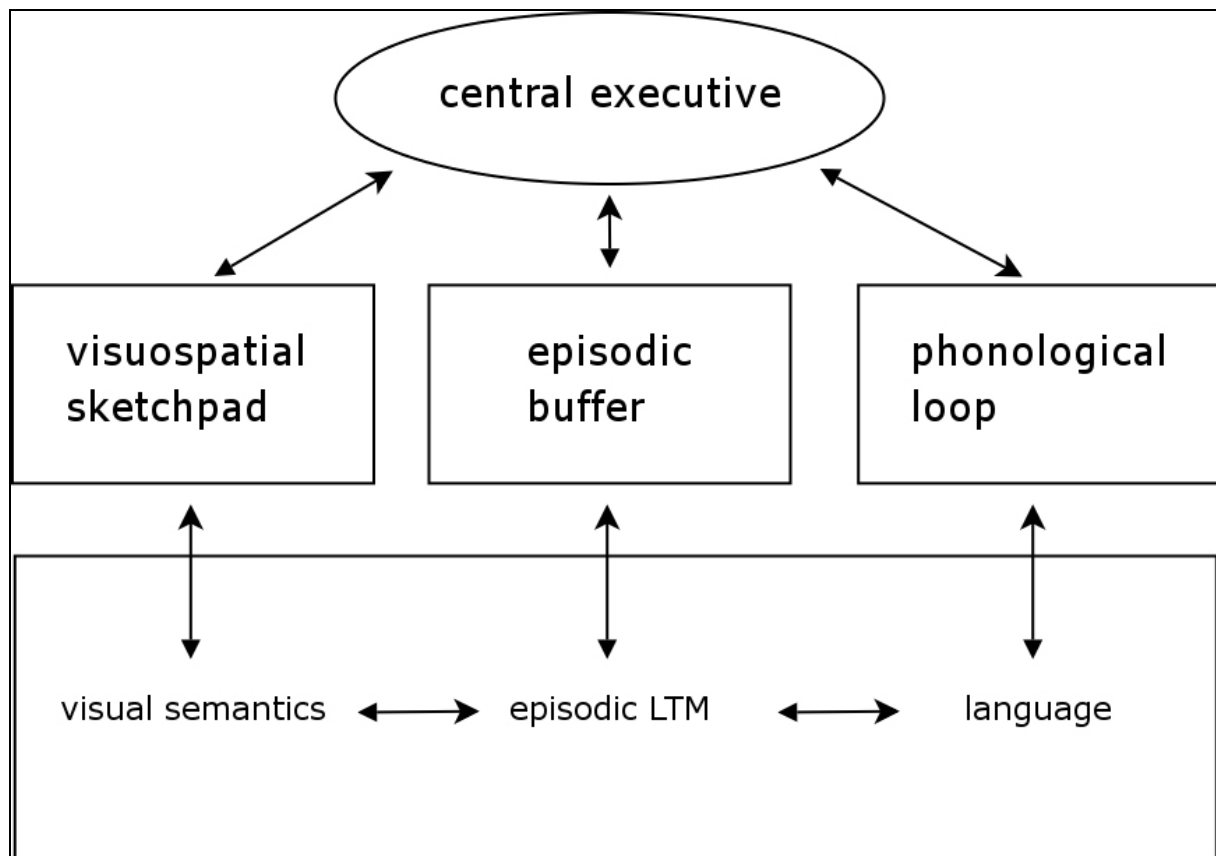 central executive
visuospatial
sketchpad
episodic
buffer
phonological
loop
visual semantics
episodic LTM
language